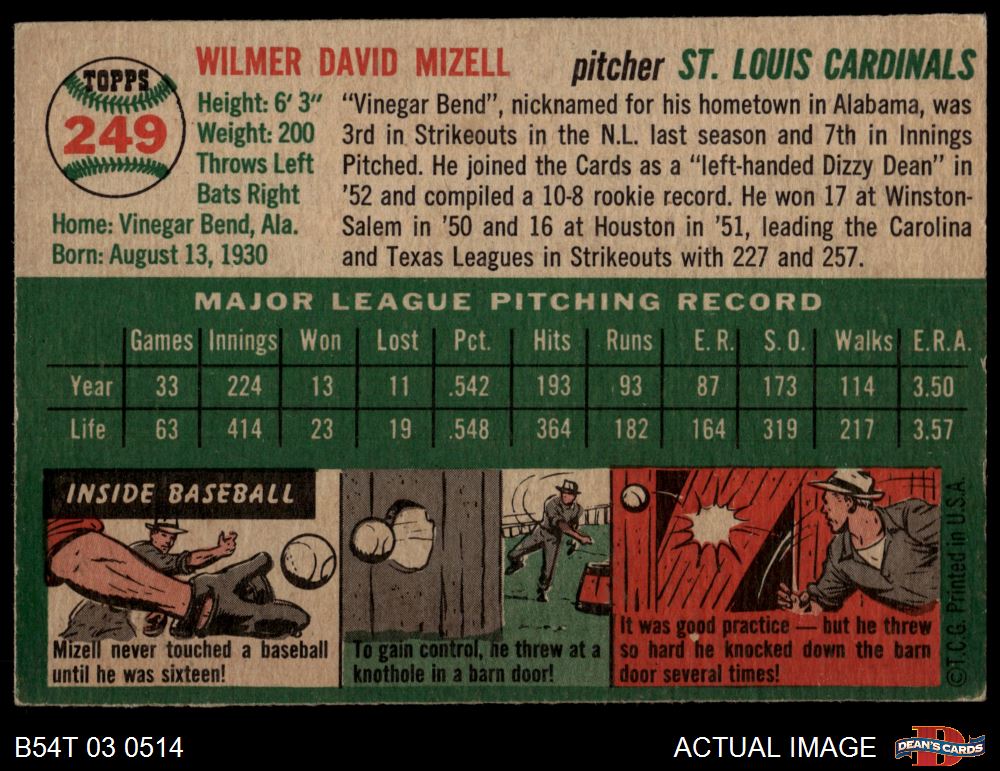 TOPPS
249
WILMER DAVID MIZELL
pitcher ST. LOUIS CARDINALS
Height: 6' 3"
Weight: 200
Throws Left
Bats Right
Home: Vinegar Bend, Ala.
Born: August 13, 1930
"Vinegar Bend", nicknamed for his hometown in Alabama, was
3rd in Strikeouts in the N.L. last season and 7th in Innings
Pitched. He joined the Cards as a "left-handed Dizzy Dean" in
'52 and compiled a 10-8 rookie record. He won 17 at Winston-
Salem in '50 and 16 at Houston in '51, leading the Carolina
and Texas Leagues in Strikeouts with 227 and 257.
MAJOR LEAGUE PITCHING RECORD
Games Innings Won Lost Pct. Hits Runs E. R. S. O. Walks E.R.A.
Year 33 224 13 11 .542 193 93 87 173 114 3.50
Life 63 414 23 19 .548 364 182 164 319 217 3.57
INSIDE BASEBALL
Mizell never touched a baseball
until he was sixteen!
To gain control, he threw at a
knothole in a barn door!
It was good practice — but he threw
so hard he knocked down the barn
door several times!
©T.C.G. Printed in U.S.A.
B54T 03 0514
ACTUAL IMAGE
D
DEAN'S CARDS